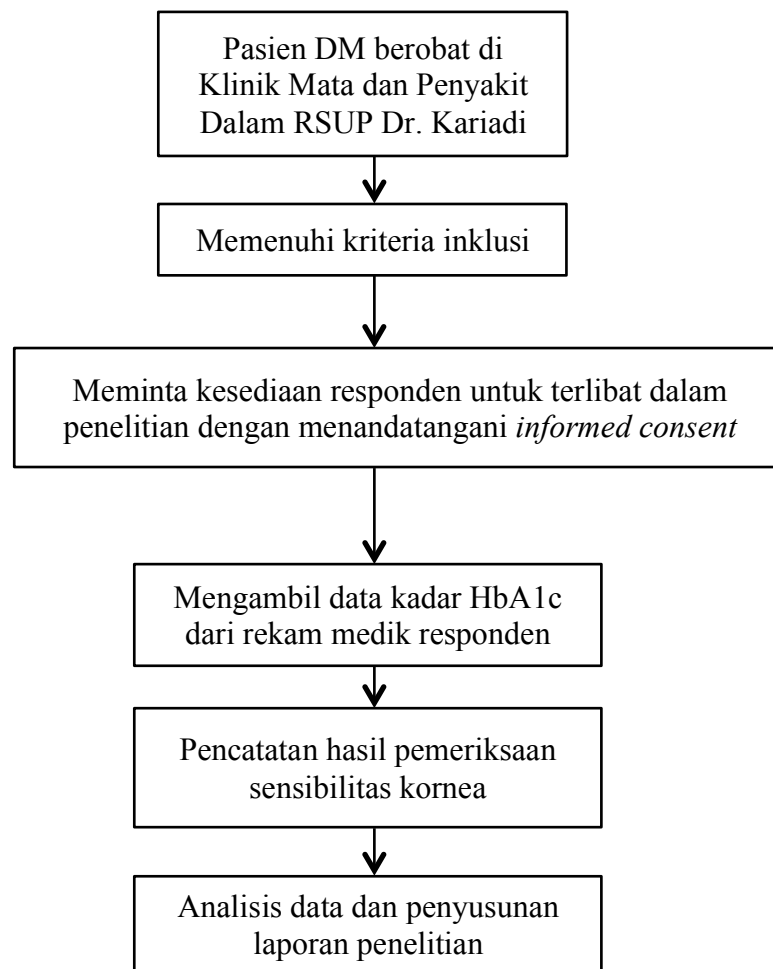 Pasien DM berobat di
Klinik Mata dan Penyakit
Dalam RSUP Dr. Kariadi
Memenuhi kriteria inklusi
Meminta kesediaan responden untuk terlibat dalam
penelitian dengan menandatangani informed consent
Mengambil data kadar HbA1c
dari rekam medik responden
Pencatatan hasil pemeriksaan
sensibilitas kornea
Analisis data dan penyusunan
laporan penelitian